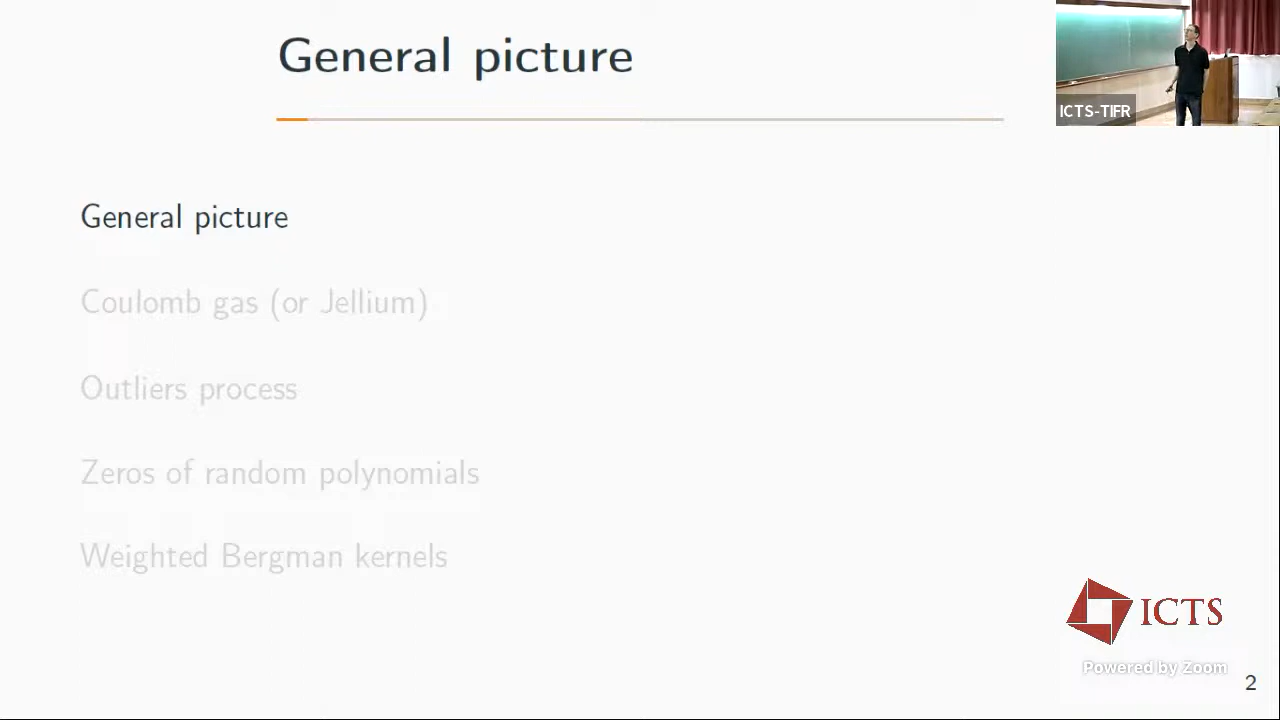 General picture
ICTS-TIFR
General picture
Coulomb gas (or Jellium)
Outliers process
Zeros of random polynomials
Weighted Bergman kernels
ICTS
Powered by Zoom
2